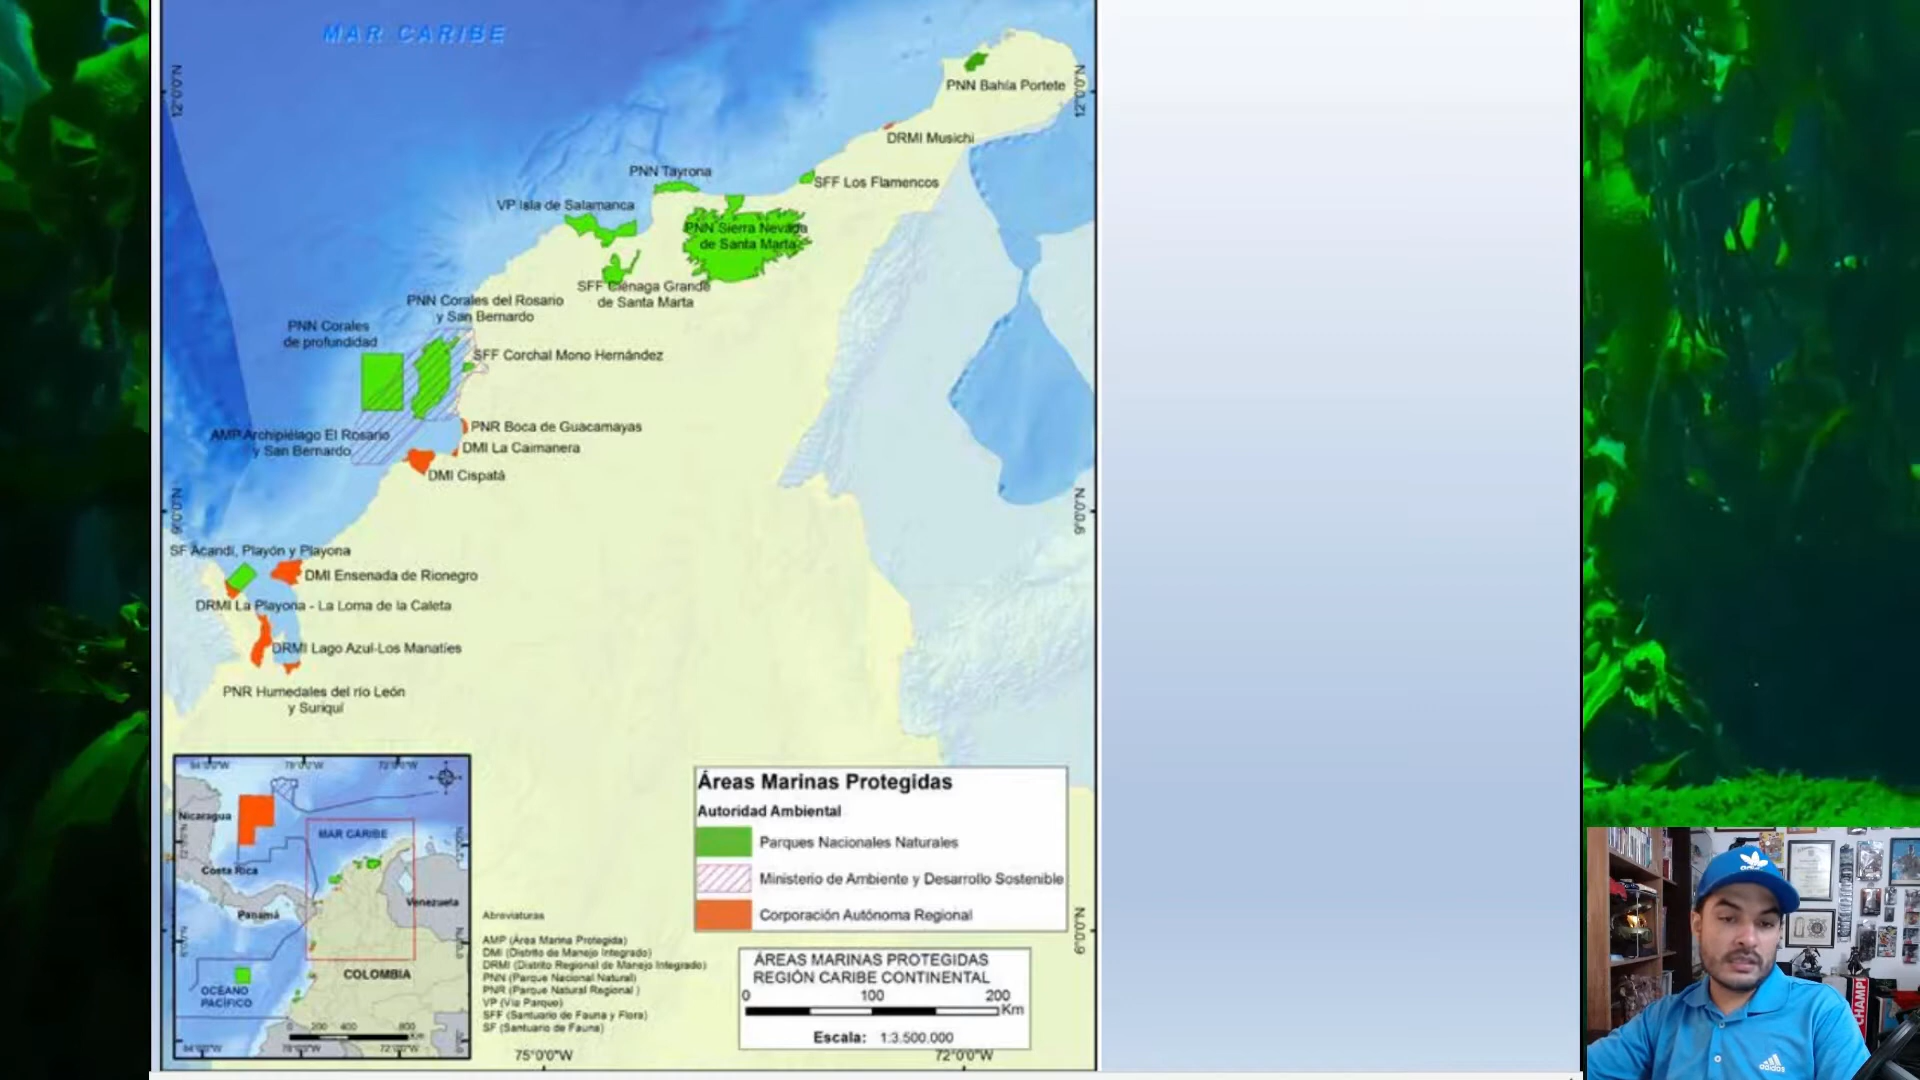 MAR CARIBE
12°0'0"N
12°0'0"N
PNN Bahía Portete
DRMI Musichi
PNN Tayrona
SFF Los Flamencos
VP Isla de Salamanca
PNN Sierra Nevada
de Santa Marta
SFF Ciénaga Grande
de Santa Marta
PNN Corales del Rosario
y San Bernardo
PNN Corales
de profundidad
SFF Corchal Mono Hernández
PNR Boca de Guacamayas
AMP Archipiélago El Rosario
y San Bernardo
DMI La Caimanera
DMI Cispatá
9°0'0"N
9°0'0"N
SF Acandí, Playón y Playona
DMI Ensenada de Rionegro
DRMI La Playona - La Loma de la Caleta
DRMI Lago Azul-Los Manatíes
PNR Humedales del río León
y Suriquí
Nicaragua
MAR CARIBE
Costa Rica
Panamá
Venezuela
COLOMBIA
OCÉANO
PACÍFICO
0 200 400 800
Áreas Marinas Protegidas
Autoridad Ambiental
Parques Nacionales Naturales
Ministerio de Ambiente y Desarrollo Sostenible
Corporación Autónoma Regional
6°0'0"N
Abreviaturas
AMP (Área Marina Protegida)
DMI (Distrito de Manejo Integrado)
DRMI (Distrito Regional de Manejo Integrado)
PNN (Parque Nacional Natural)
PNR (Parque Natural Regional )
VP (Vía Parque)
SFF (Santuario de Fauna y Flora)
SF (Santuario de Fauna)
ÁREAS MARINAS PROTEGIDAS
REGIÓN CARIBE CONTINENTAL
0 100 200
Km
Escala: 1:3.500.000
75°0'0"W
72°0'0"W
adidas
CHAMPI